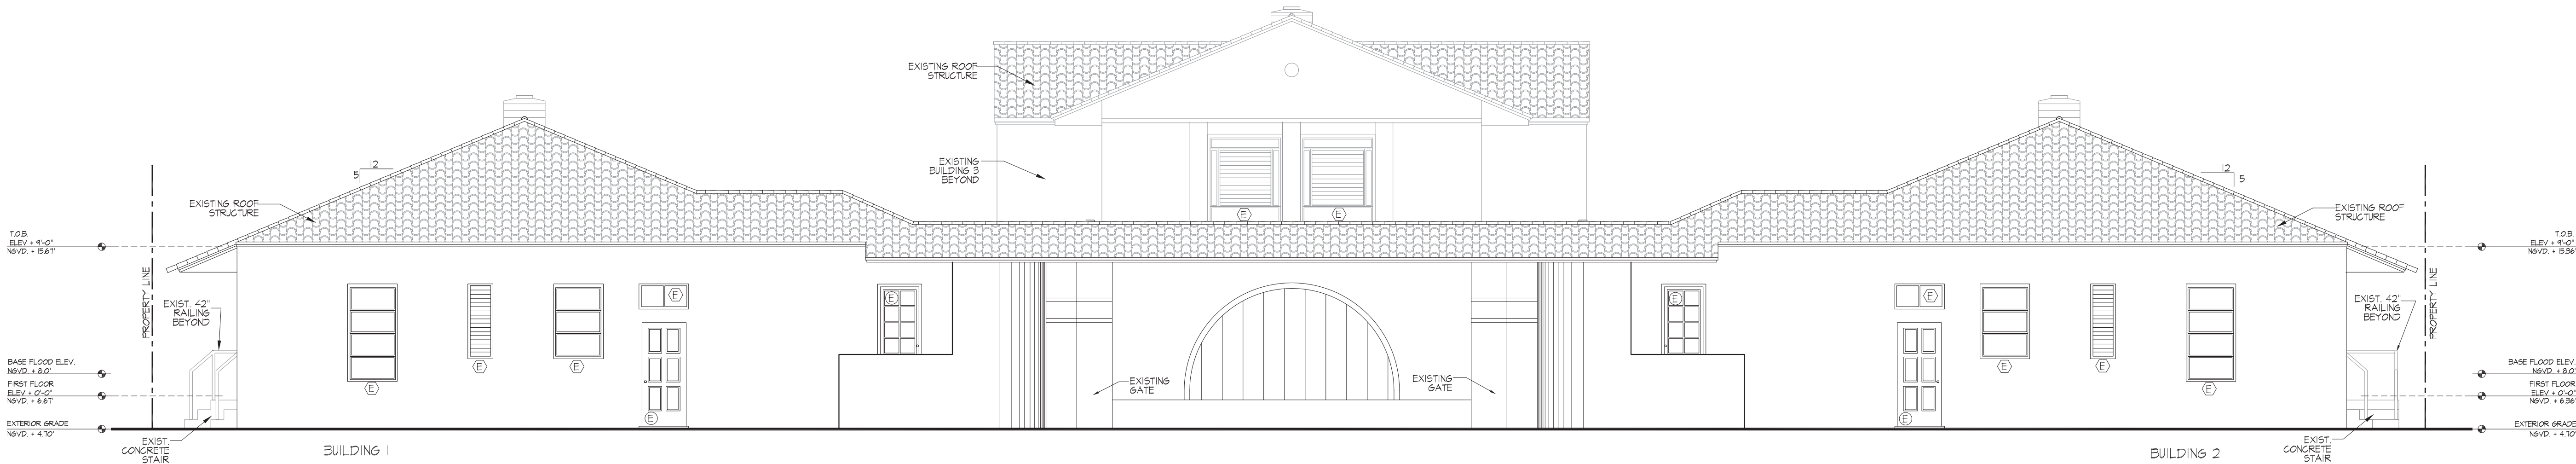 EXISTING ROOF
STRUCTURE
EXISTING
BUILDING 3
BEYOND
E
E
12
5
EXISTING ROOF
STRUCTURE
T.O.B.
ELEV + 9'-0"
NGVD. + 15.67'
PROPERTY LINE
EXIST. 42"
RAILING
BEYOND
BASE FLOOD ELEV.
NGVD. + 8.0'
FIRST FLOOR
ELEV + 0'-0"
NGVD. + 6.67'
EXTERIOR GRADE
NGVD. + 4.70'
EXIST.
CONCRETE
STAIR
BUILDING 1
E
E
E
E
E
E
EXISTING
GATE
EXISTING
GATE
E
E
E
E
E
E
12
5
EXISTING ROOF
STRUCTURE
T.O.B.
ELEV + 9'-0"
NGVD. + 15.36'
EXIST. 42"
RAILING
BEYOND
PROPERTY LINE
BASE FLOOD ELEV.
NGVD. + 8.0'
FIRST FLOOR
ELEV + 0'-0"
NGVD. + 6.36'
EXTERIOR GRADE
NGVD. + 4.70'
EXIST.
CONCRETE
STAIR
BUILDING 2